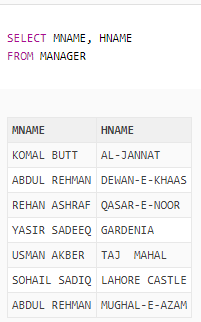 SELECT MNAME, HNAME
FROM MANAGER
MNAME HNAME
KOMAL BUTT AL-JANNAT
ABDUL REHMAN DEWAN-E-KHAAS
REHAN ASHRAF QASAR-E-NOOR
YASIR SADEEQ GARDENIA
USMAN AKBER TAJ  MAHAL
SOHAIL SADIQ LAHORE CASTLE
ABDUL REHMAN MUGHAL-E-AZAM